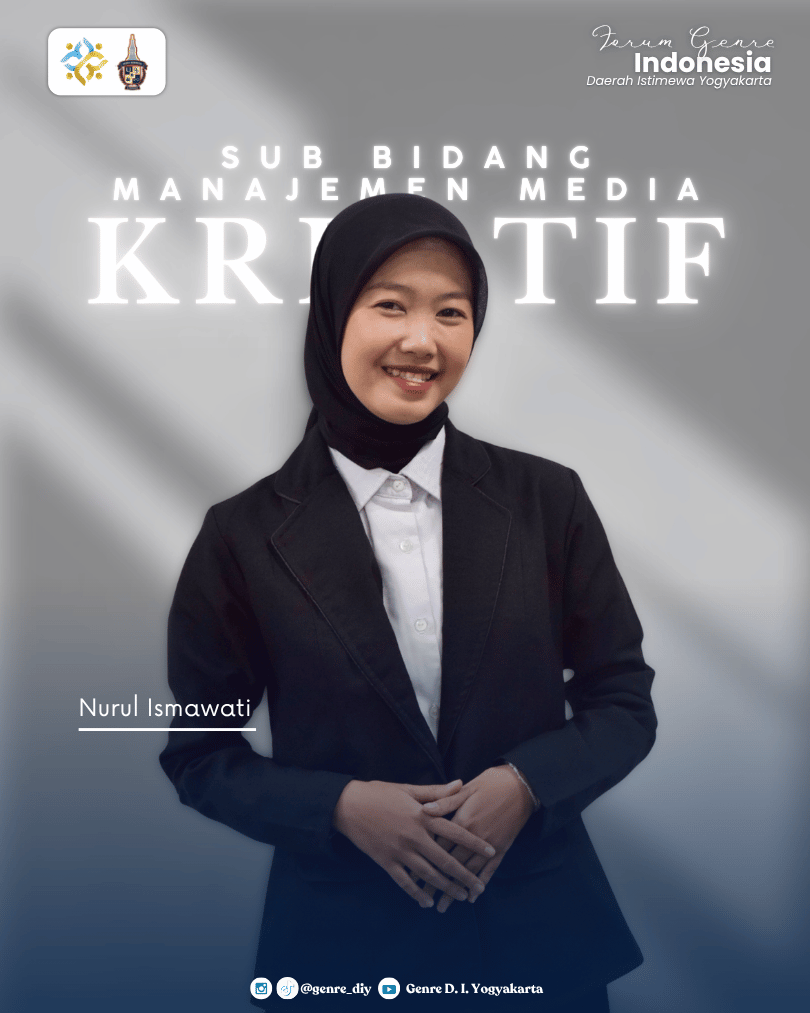 Forum Genre
Indonesia
Daerah Istimewa Yogyakarta
SUB BIDANG
MANAJEMEN MEDIA
KR TIF
Nurul Ismawati
@genre_diy Genre D. I. Yogyakarta